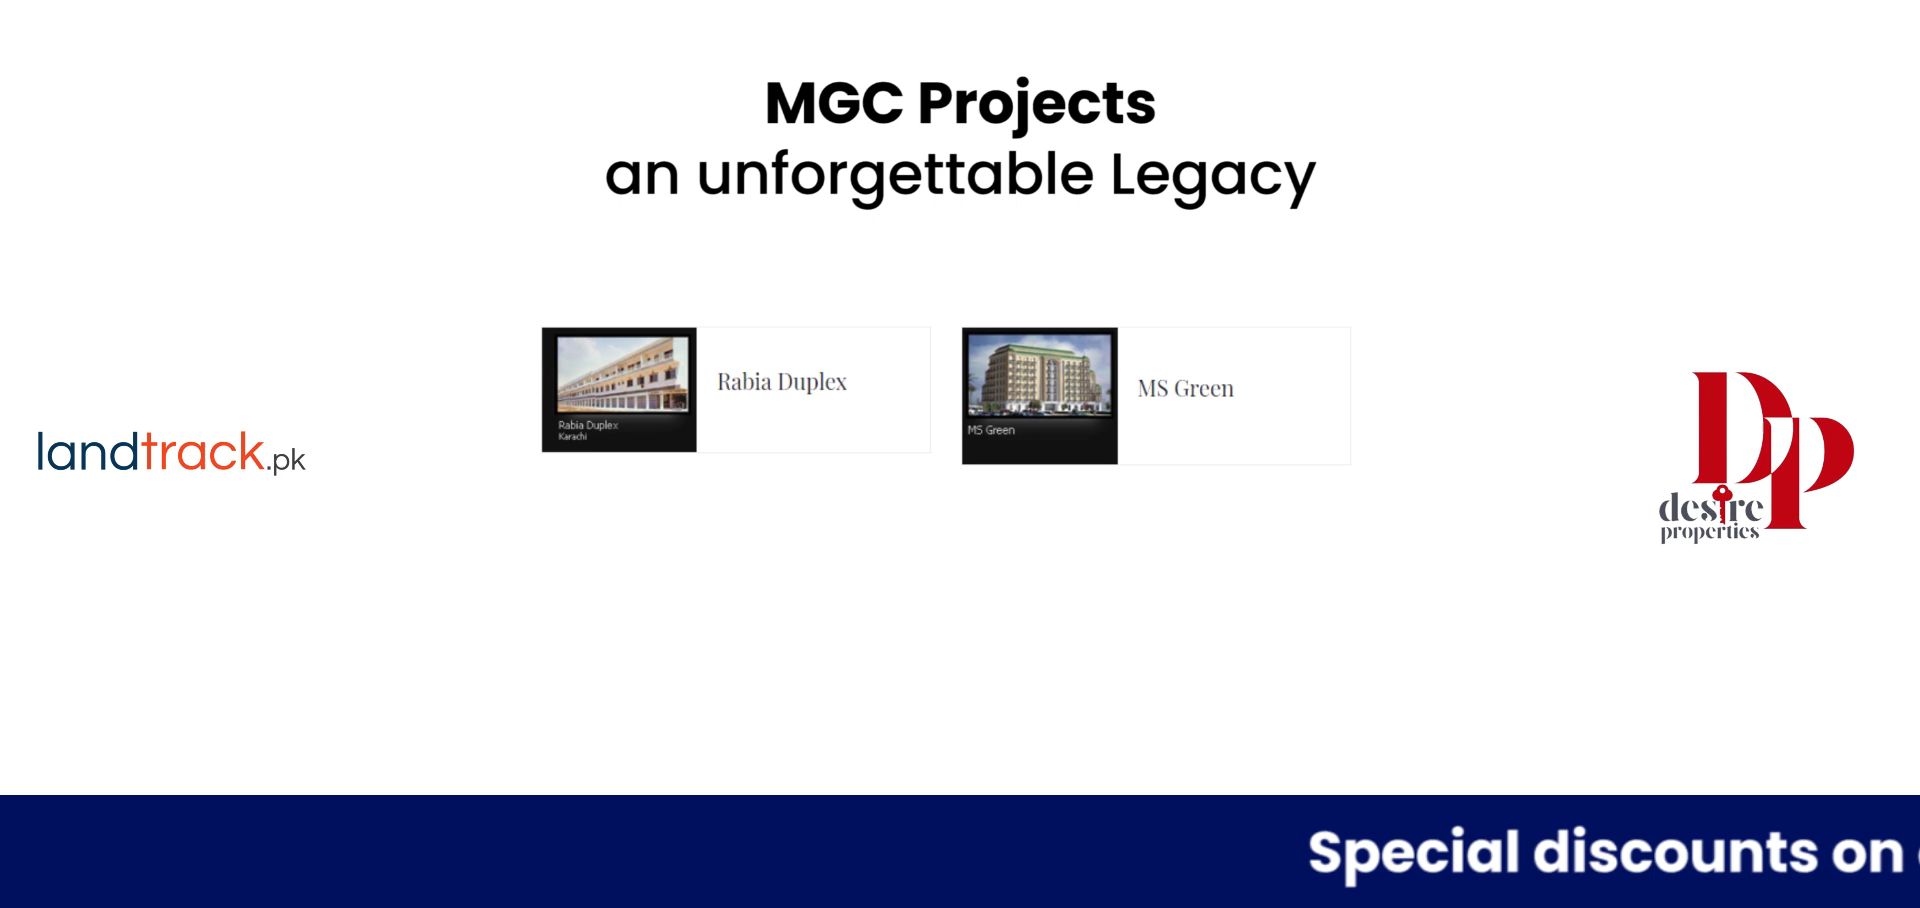 MGC Projects
an unforgettable Legacy
Rabia Duplex
Karachi
Rabia Duplex
MS Green
MS Green
landtrack.pk
DP
desire
properties
Special discounts on